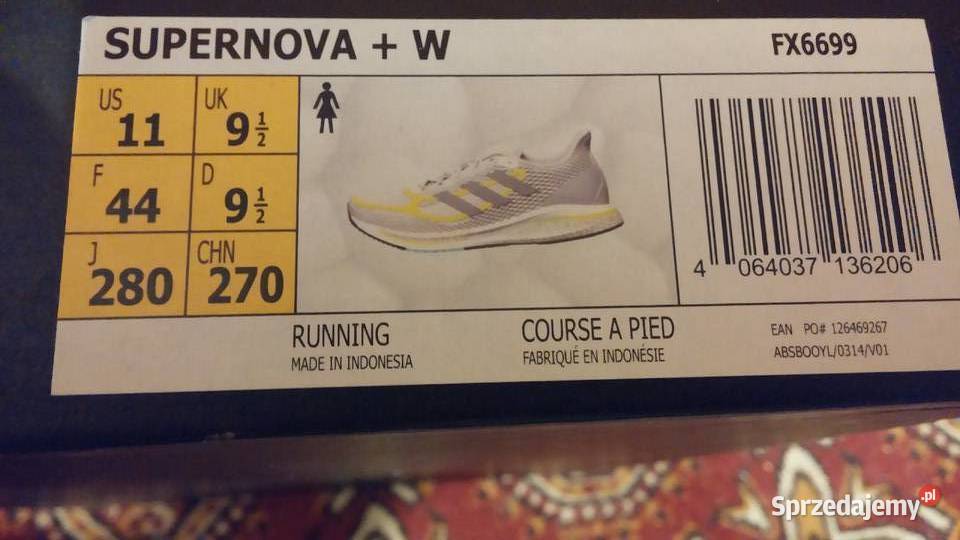 SUPERNOVA + W
FX6699
US 11
UK 9 1/2
F 44
D 9 1/2
J 280
CHN 270
4 064037 136206
RUNNING
MADE IN INDONESIA
COURSE A PIED
FABRIQUÉ EN INDONÉSIE
EAN PO# 126469267
ABSBOOYL/0314/V01
Sprzedajemy.pl